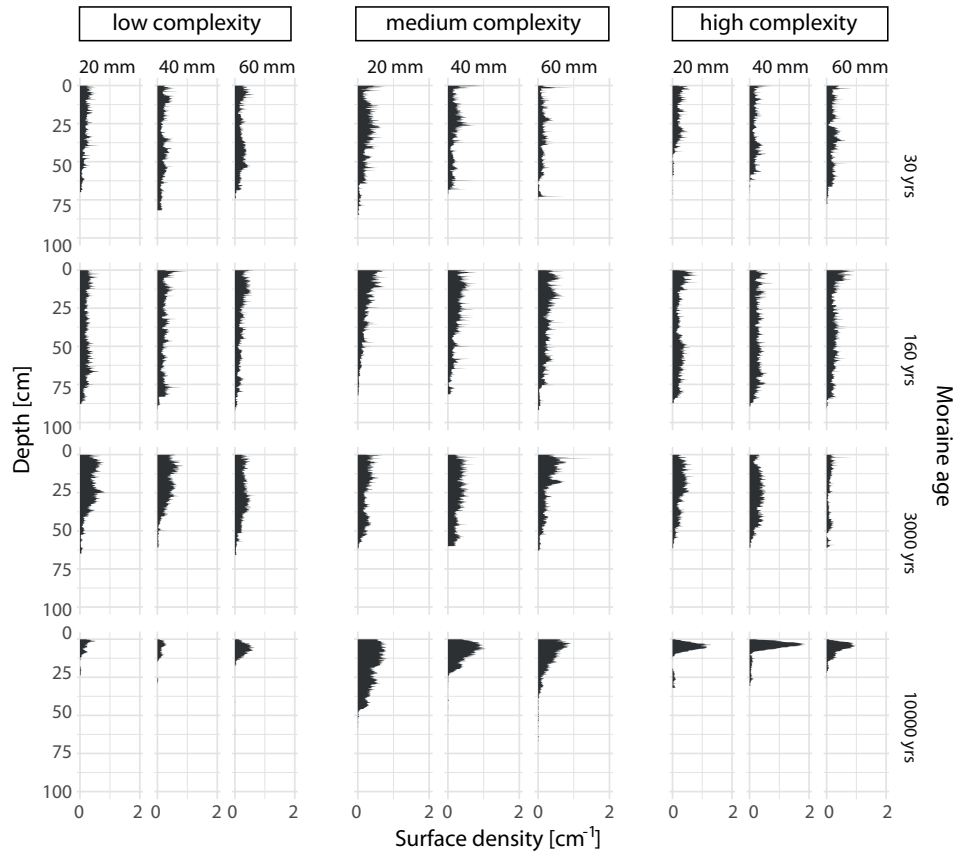 low complexity medium complexity high complexity
20 mm 40 mm 60 mm 20 mm 40 mm 60 mm 20 mm 40 mm 60 mm
0
25
50
75
100
30 yrs
0
25
50
75
100
160 yrs
0
25
50
75
100
3000 yrs
0
25
50
75
100
10000 yrs
Depth [cm]
Moraine age
0 2 0 2 0 2 0 2 0 2 0 2 0 2 0 2 0 2
Surface density [cm⁻¹]